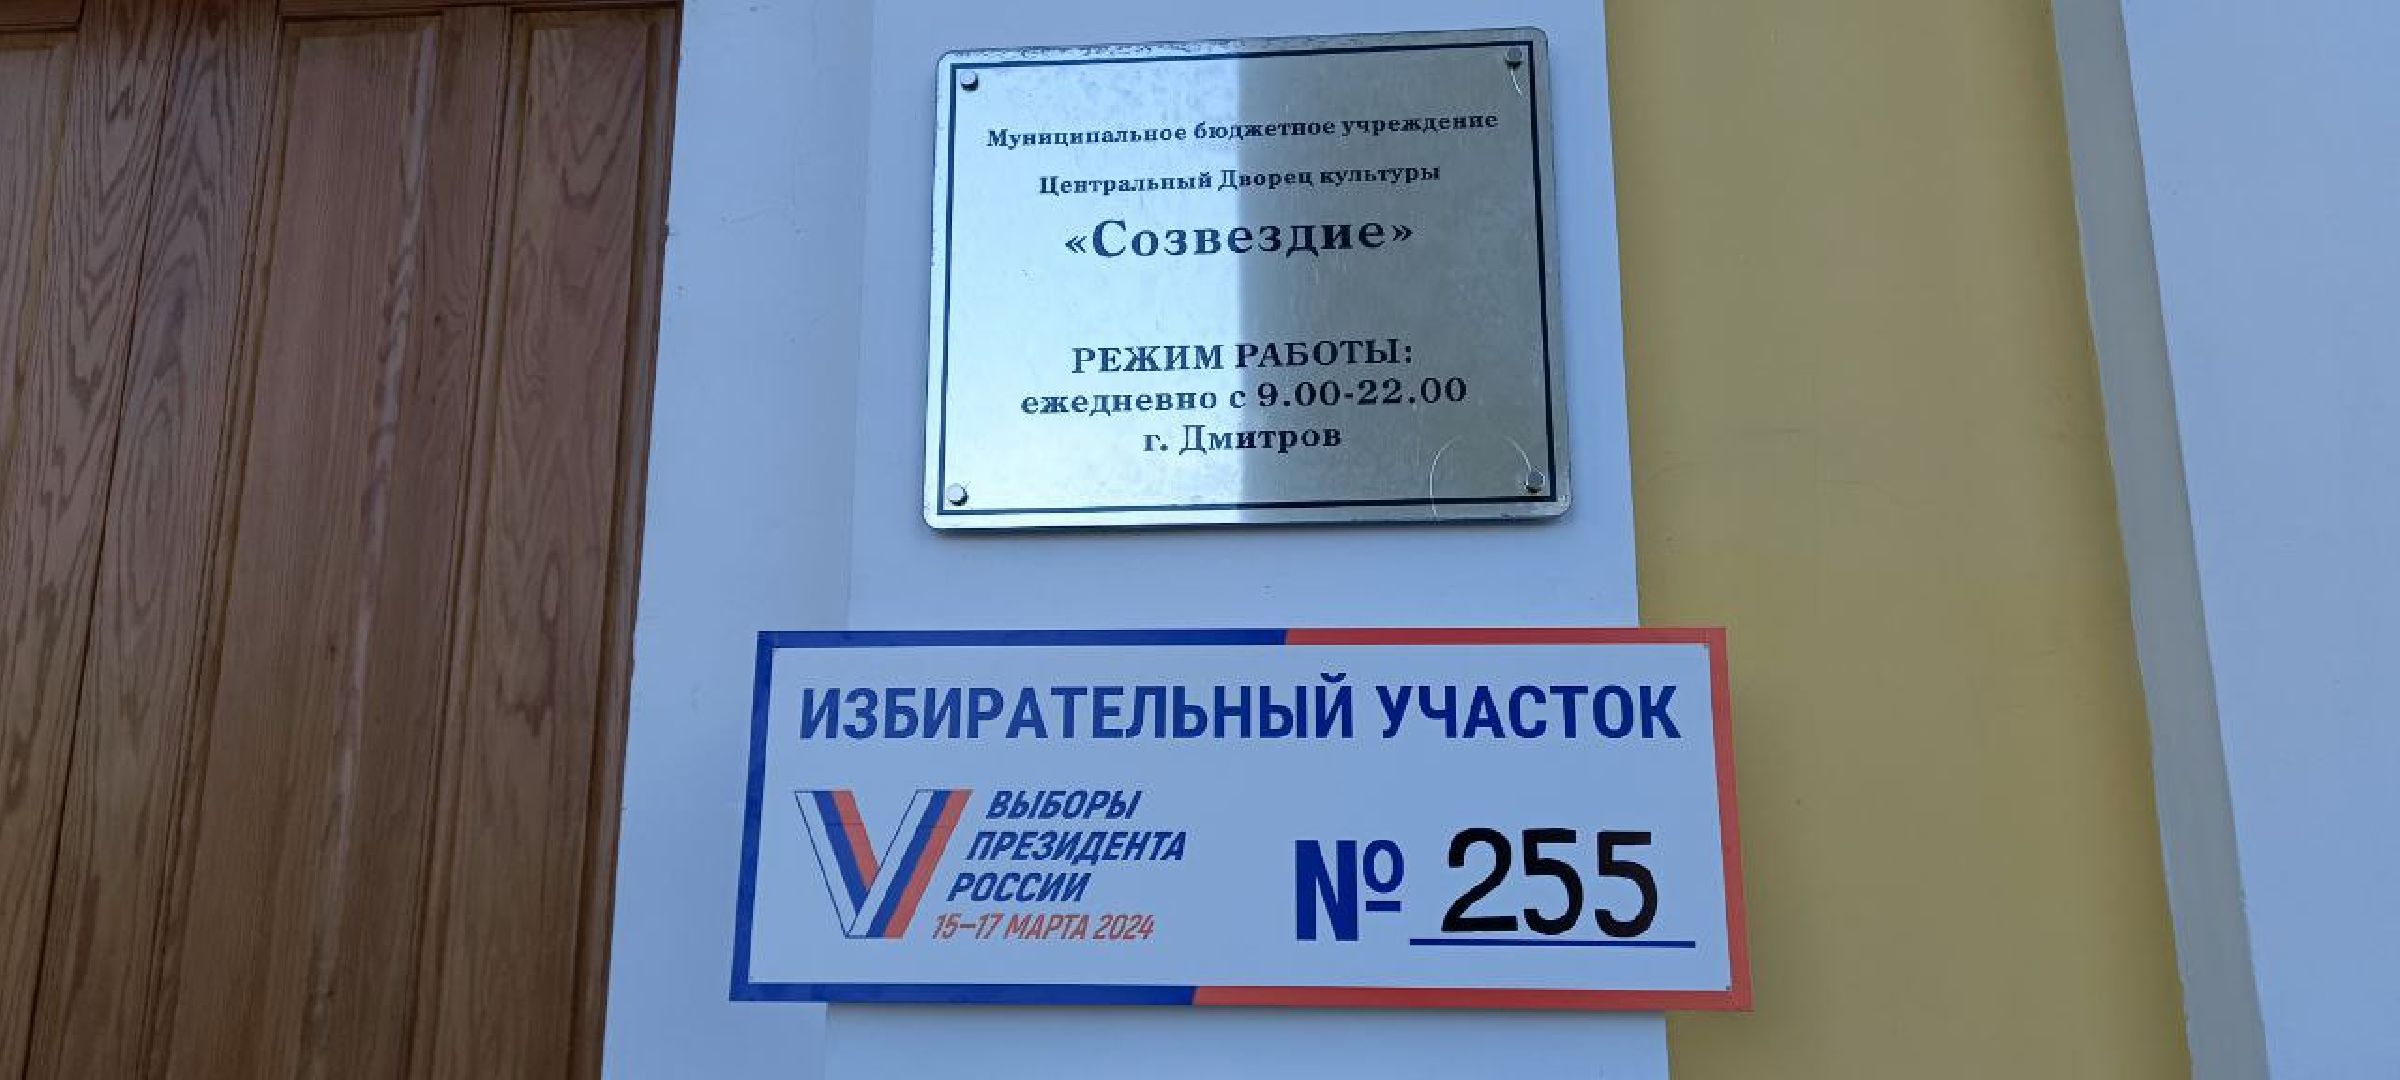 Муниципальное бюджетное учреждение
Центральный Дворец культуры
«Созвездие»
РЕЖИМ РАБОТЫ:
ежедневно с 9.00-22.00
г. Дмитров
ИЗБИРАТЕЛЬНЫЙ УЧАСТОК
ВЫБОРЫ
ПРЕЗИДЕНТА
РОССИИ
15–17 МАРТА 2024
№ 255